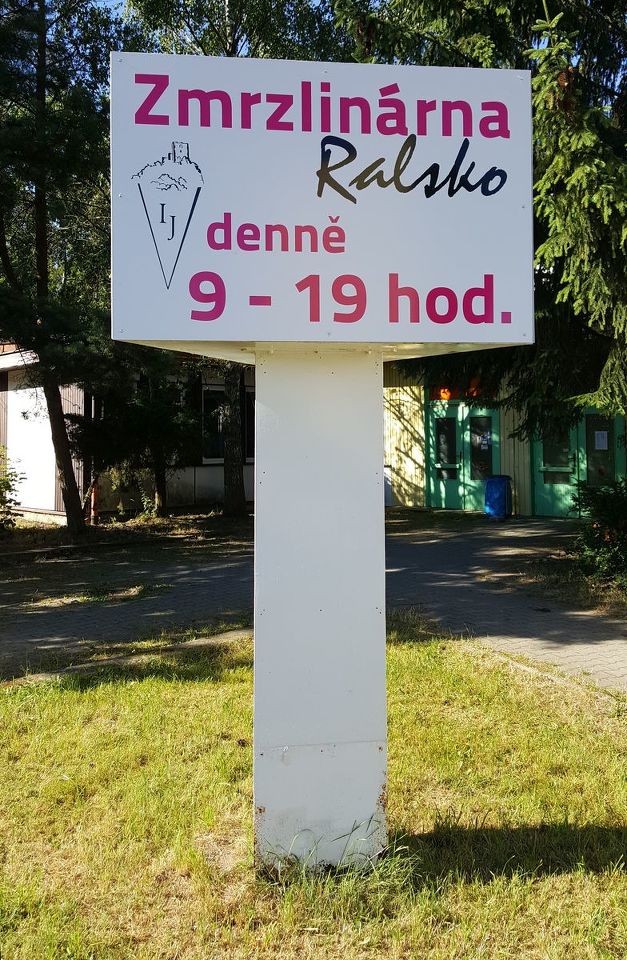 Zmrzlinárna
Ralsko
IJ
denně
9 - 19 hod.